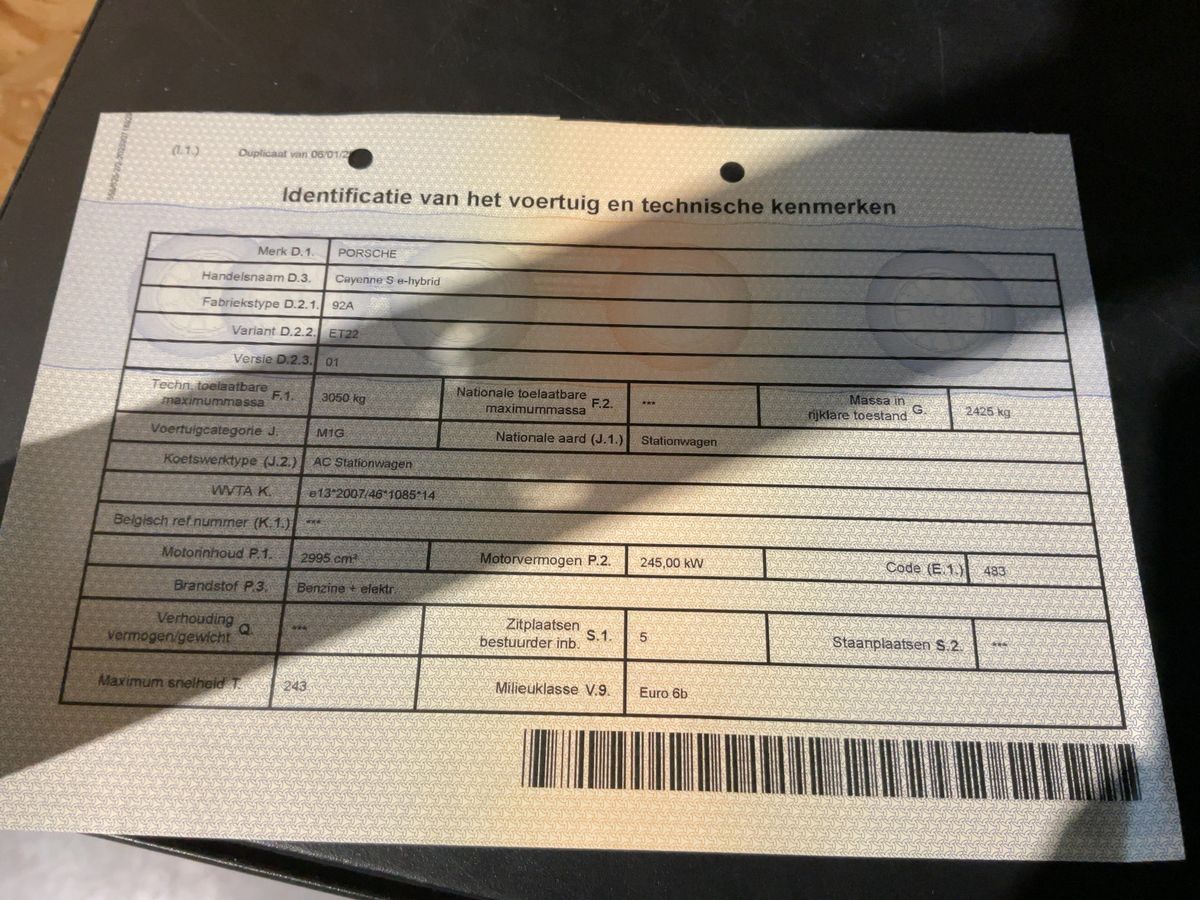 (I.1.) Duplicaat van 06/01/2
Identificatie van het voertuig en technische kenmerken
Merk D.1. PORSCHE
Handelsnaam D.3. Cayenne S e-hybrid
Fabriekstype D.2.1. 92A
Variant D.2.2. ET22
Versie D.2.3. 01
Techn. toelaatbare maximummassa F.1. 3050 kg Nationale toelaatbare maximummassa F.2. *** Massa in rijklare toestand G. 2425 kg
Voertuigcategorie J. M1G Nationale aard (J.1.) Stationwagen
Koetswerktype (J.2.) AC Stationwagen
WVTA K. e13*2007/46*1085*14
Belgisch ref.nummer (K.1.) ***
Motorinhoud P.1. 2995 cm³ Motorvermogen P.2. 245,00 kW Code (E.1.) 483
Brandstof P.3. Benzine + elektr.
Verhouding vermogen/gewicht Q. *** Zitplaatsen bestuurder inb. S.1. 5 Staanplaatsen S.2. ***
Maximum snelheid T. 243 Milieuklasse V.9. Euro 6b